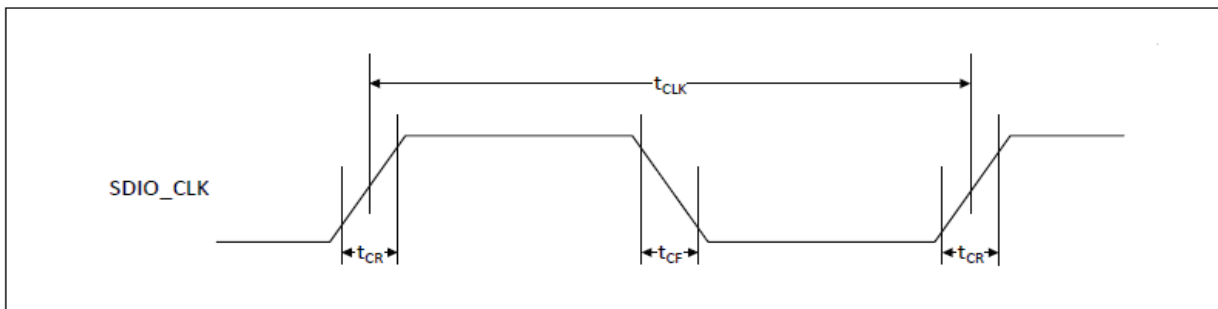 tCLK
SDIO_CLK
tCR
tCF
tCR